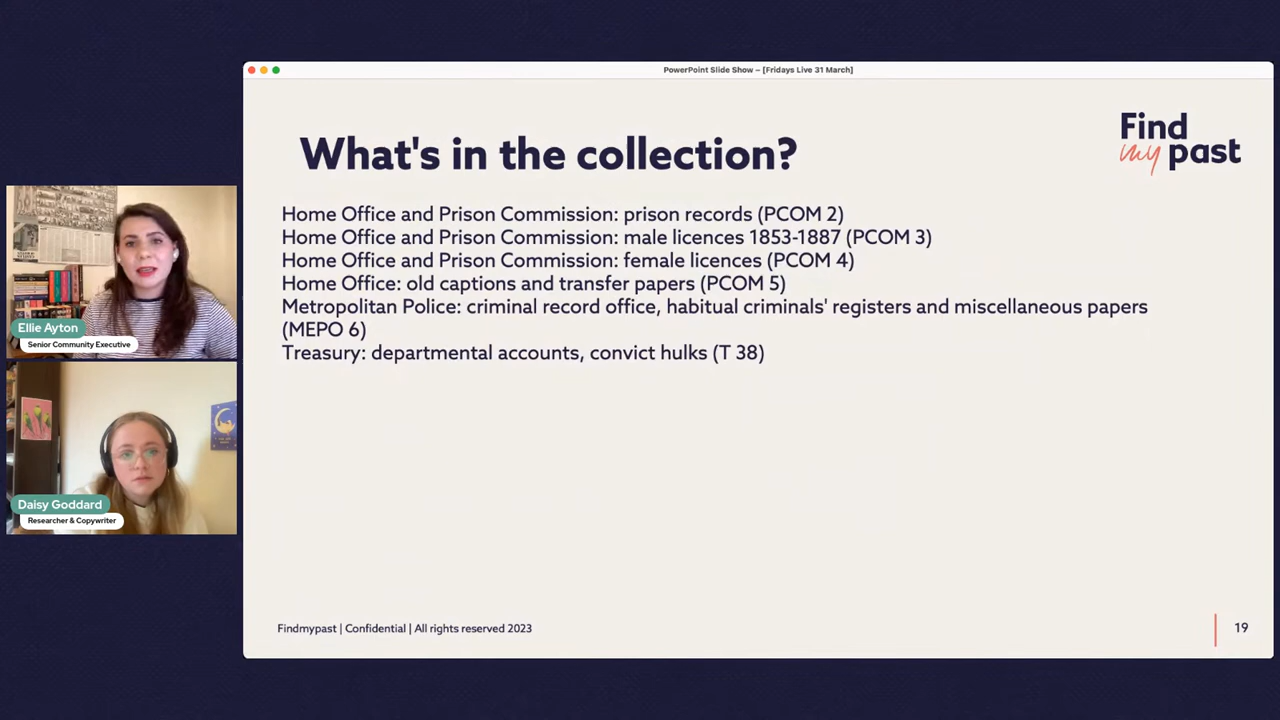 PowerPoint Slide Show – [Fridays Live 31 March]
What's in the collection?
Find
my past
Home Office and Prison Commission: prison records (PCOM 2)
Home Office and Prison Commission: male licences 1853-1887 (PCOM 3)
Home Office and Prison Commission: female licences (PCOM 4)
Home Office: old captions and transfer papers (PCOM 5)
Metropolitan Police: criminal record office, habitual criminals' registers and miscellaneous papers
(MEPO 6)
Treasury: departmental accounts, convict hulks (T 38)
Ellie Ayton
Senior Community Executive
Daisy Goddard
Researcher & Copywriter
Findmypast | Confidential | All rights reserved 2023
19